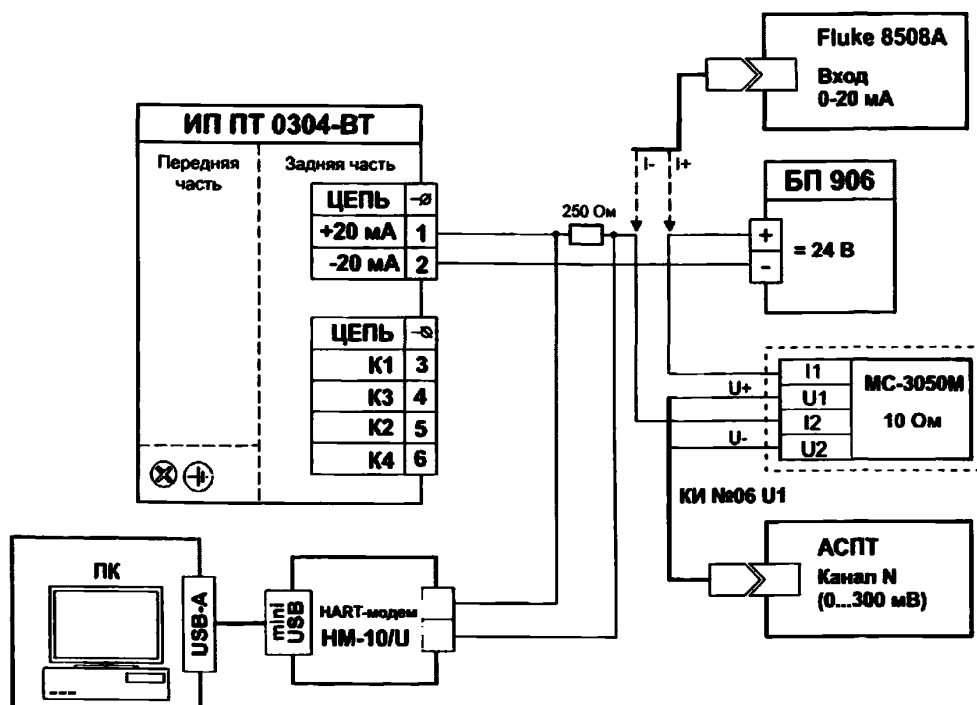 Fluke 8508A
Вход
0-20 мА
ИП ПТ 0304-ВТ
Передняя
часть
Задняя часть
ЦЕПЬ
+20 мА 1
-20 мА 2
ЦЕПЬ
К1 3
К3 4
К2 5
К4 6
250 Ом
I-
I+
БП 906
+
= 24 В
-
I1
U1
I2
U2
МС-3050М
10 Ом
U+
U-
КИ №06 U1
АСПТ
Канал N
(0...300 мВ)
ПК
USB-A
mini
USB
HART-модем
НМ-10/U